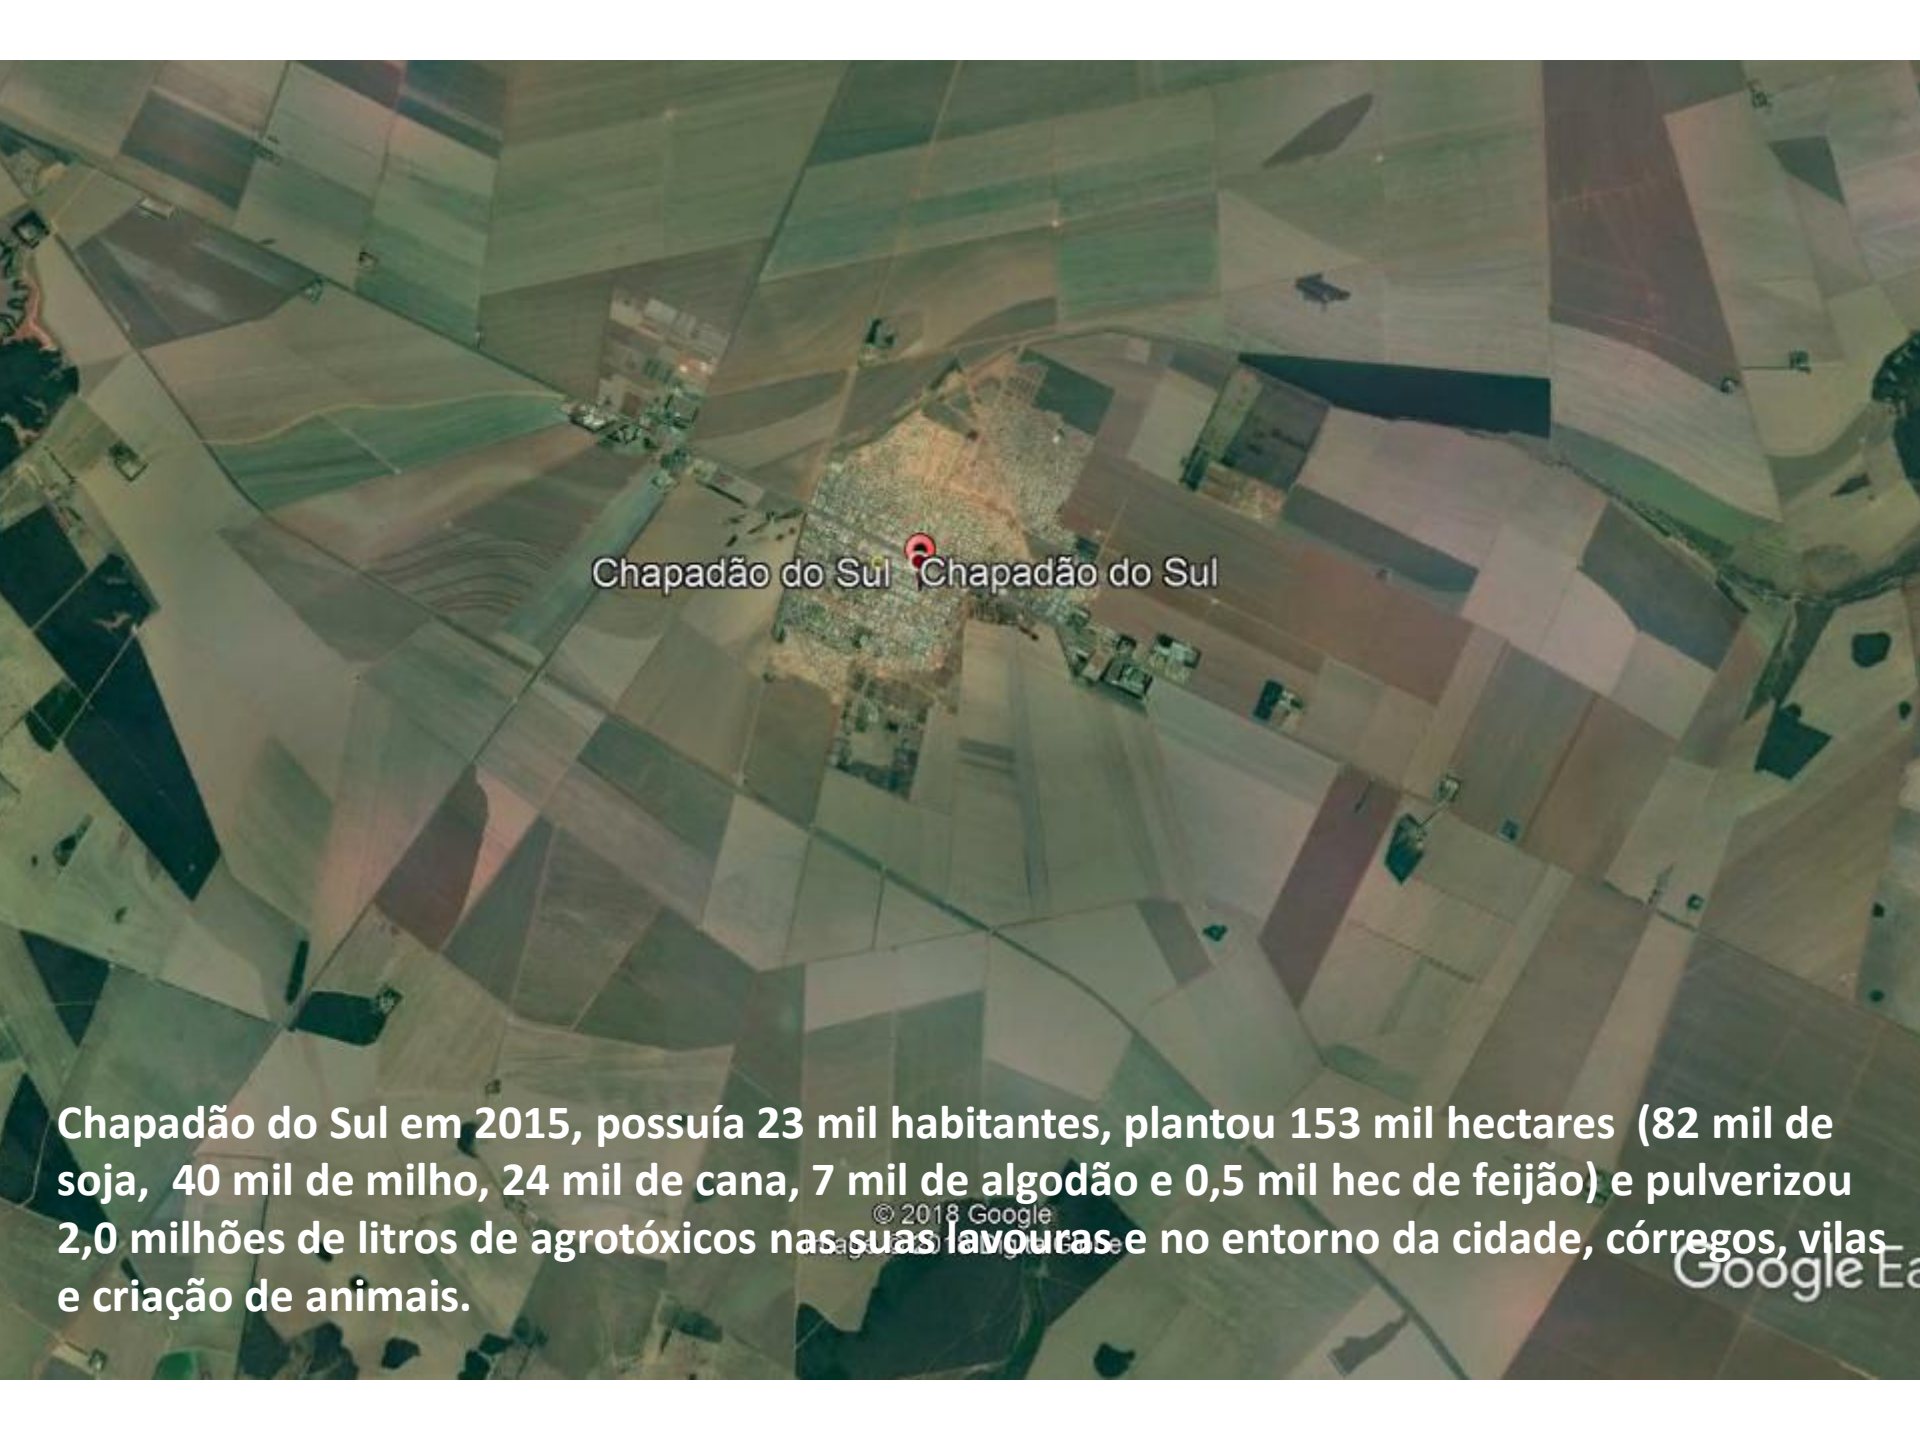 Chapadão do Sul Chapadão do Sul
Chapadão do Sul em 2015, possuía 23 mil habitantes, plantou 153 mil hectares (82 mil de
soja, 40 mil de milho, 24 mil de cana, 7 mil de algodão e 0,5 mil hec de feijão) e pulverizou
© 2018 Google
2,0 milhões de litros de agrotóxicos nas suas lavouras e no entorno da cidade, córregos, vilas
Google Ea
e criação de animais.